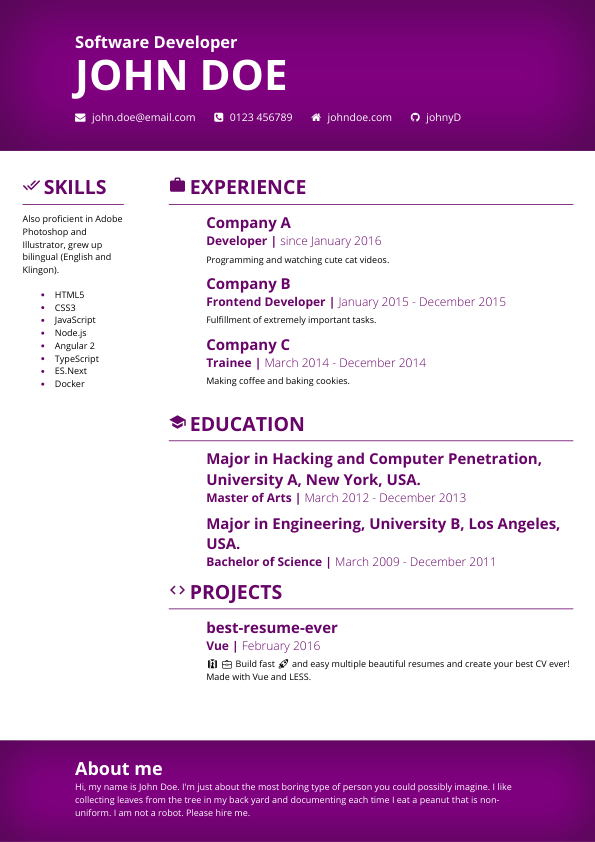 Software Developer
JOHN DOE
john.doe@email.com 0123 456789 johndoe.com johnyD
SKILLS
Also proficient in Adobe
Photoshop and
Illustrator, grew up
bilingual (English and
Klingon).
• HTML5
• CSS3
• JavaScript
• Node.js
• Angular 2
• TypeScript
• ES.Next
• Docker
EXPERIENCE
Company A
Developer | since January 2016
Programming and watching cute cat videos.
Company B
Frontend Developer | January 2015 - December 2015
Fulfillment of extremely important tasks.
Company C
Trainee | March 2014 - December 2014
Making coffee and baking cookies.
EDUCATION
Major in Hacking and Computer Penetration,
University A, New York, USA.
Master of Arts | March 2012 - December 2013
Major in Engineering, University B, Los Angeles,
USA.
Bachelor of Science | March 2009 - December 2011
PROJECTS
best-resume-ever
Vue | February 2016
👔 💼 Build fast 🚀 and easy multiple beautiful resumes and create your best CV ever!
Made with Vue and LESS.
About me
Hi, my name is John Doe. I'm just about the most boring type of person you could possibly imagine. I like
collecting leaves from the tree in my back yard and documenting each time I eat a peanut that is non-
uniform. I am not a robot. Please hire me.